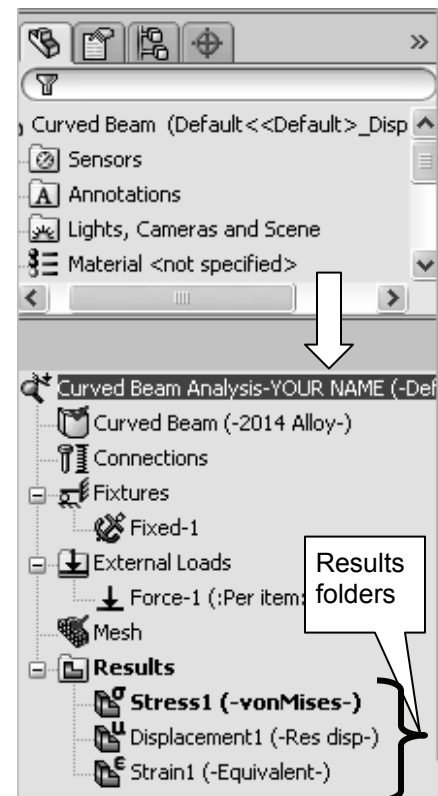 »
Curved Beam (Default<<Default>_Disp
Sensors
A Annotations
Lights, Cameras and Scene
Material <not specified>
Curved Beam Analysis-YOUR NAME (-Def
Curved Beam (-2014 Alloy-)
Connections
Fixtures
Fixed-1
External Loads
Force-1 (:Per item:
Results
folders
Mesh
Results
σ Stress1 (-vonMises-)
u Displacement1 (-Res disp-)
ε Strain1 (-Equivalent-)